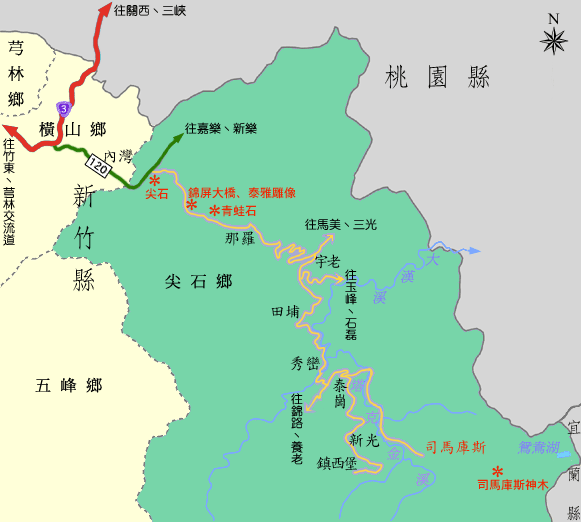 往關西、三峽
N
芎林鄉
桃園縣
3
橫山鄉
往嘉樂、新樂
內灣
120
往竹東、芎林交流道
尖石
錦屏大橋、泰雅雕像
青蛙石
新竹縣
那羅
往馬美、三光
宇老
大漢溪
往玉峰、石磊
尖石鄉
田埔
秀巒
五峰鄉
泰崗
塔克金溪
往錦路、養老
新光
鎮西堡
司馬庫斯
鴛鴦湖
宜蘭縣
司馬庫斯神木